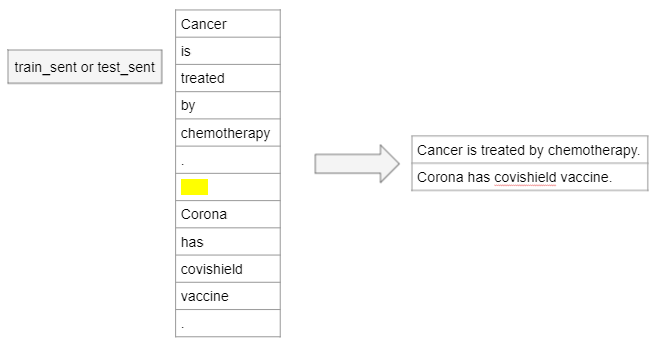 train_sent or test_sent
Cancer
is
treated
by
chemotherapy
.
Corona
has
covishield
vaccine
.
Cancer is treated by chemotherapy.
Corona has covishield vaccine.